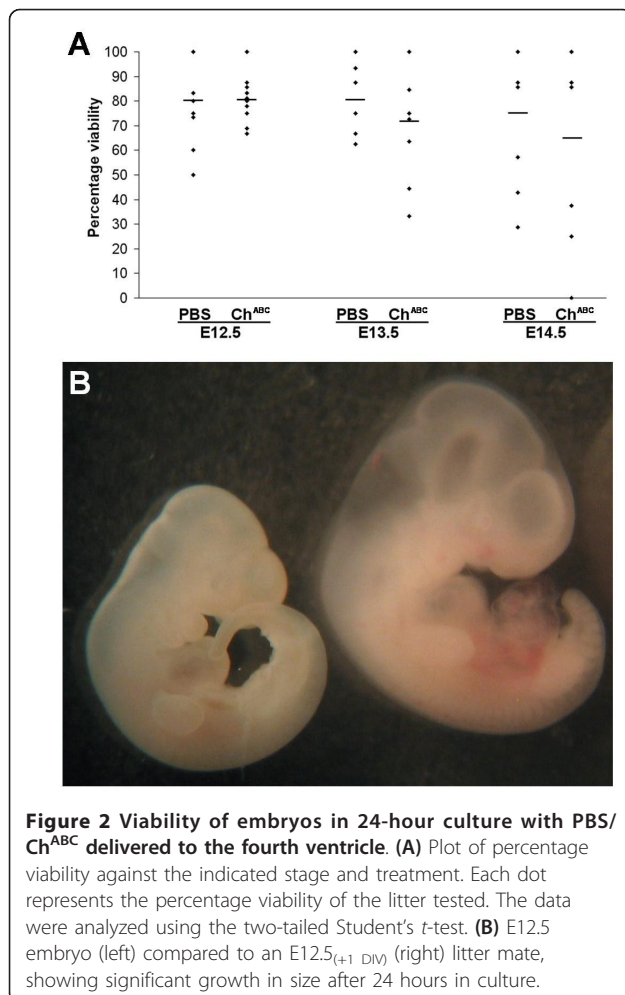 A
Percentage viability
100
90
80
70
60
50
40
30
20
10
0
PBS Ch^ABC PBS Ch^ABC PBS Ch^ABC
E12.5 E13.5 E14.5
B
Figure 2 Viability of embryos in 24-hour culture with PBS/
Ch^ABC delivered to the fourth ventricle. (A) Plot of percentage
viability against the indicated stage and treatment. Each dot
represents the percentage viability of the litter tested. The data
were analyzed using the two-tailed Student's t-test. (B) E12.5
embryo (left) compared to an E12.5(+1 DIV) (right) litter mate,
showing significant growth in size after 24 hours in culture.